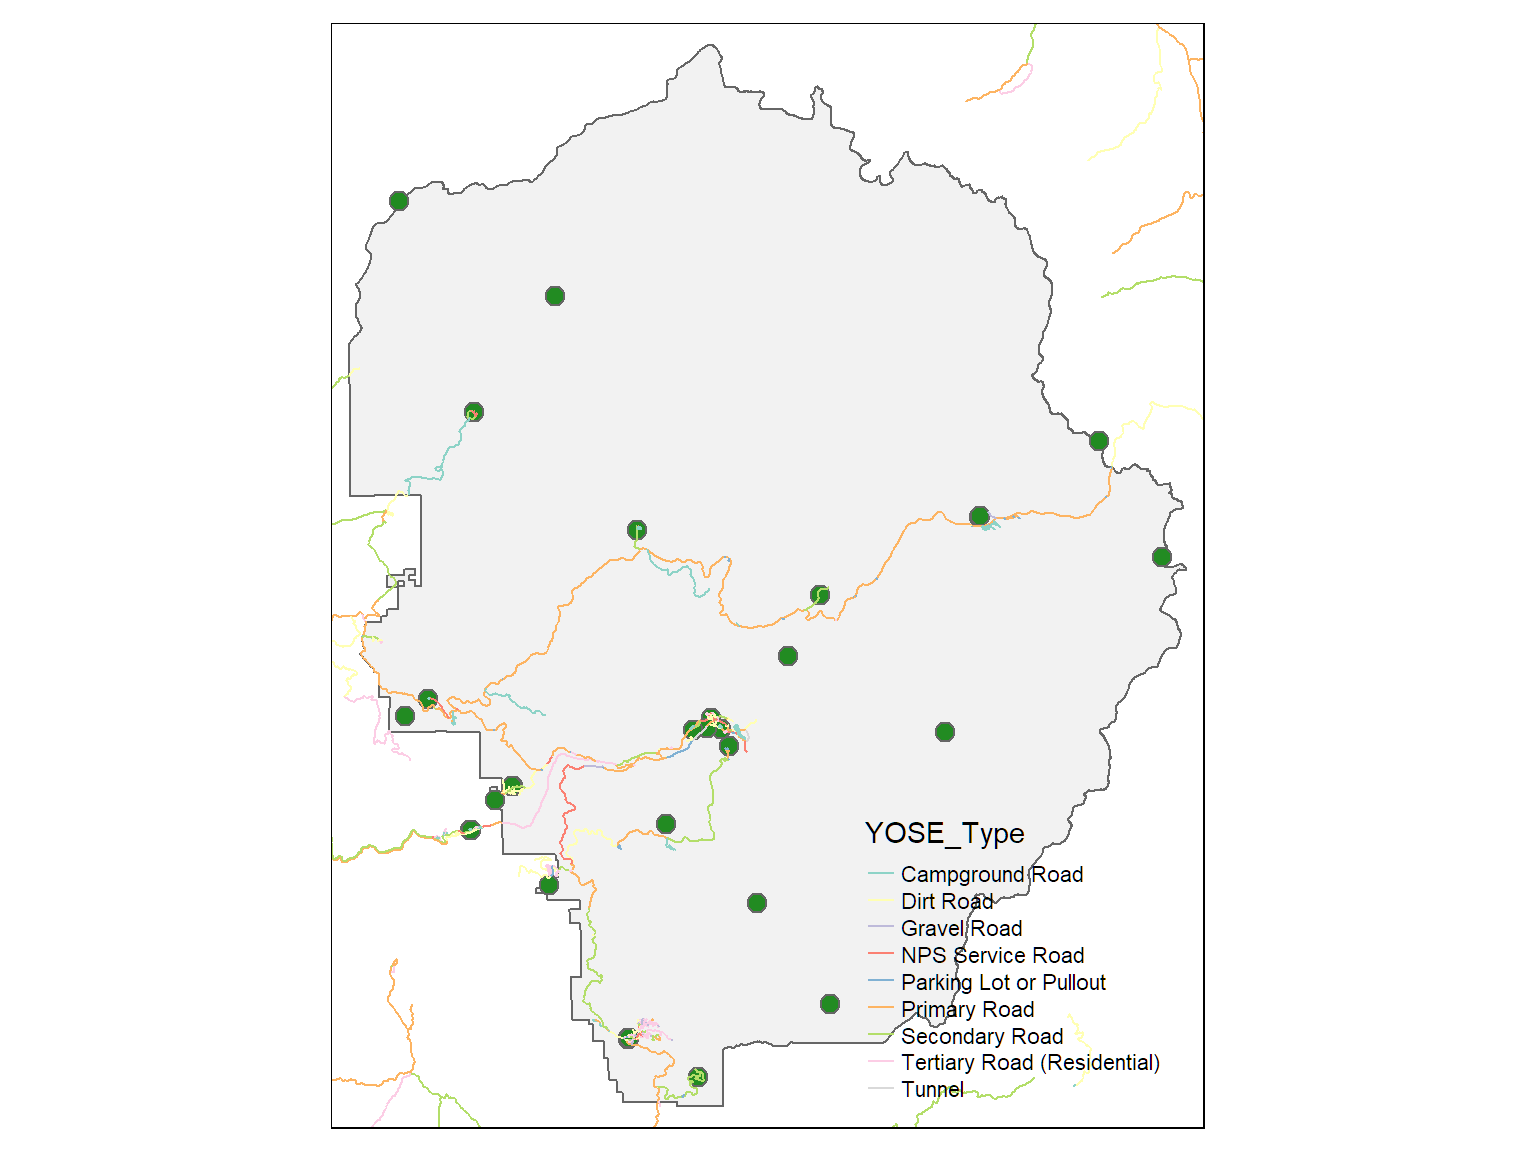 YOSE_Type
Campground Road
Dirt Road
Gravel Road
NPS Service Road
Parking Lot or Pullout
Primary Road
Secondary Road
Tertiary Road (Residential)
Tunnel